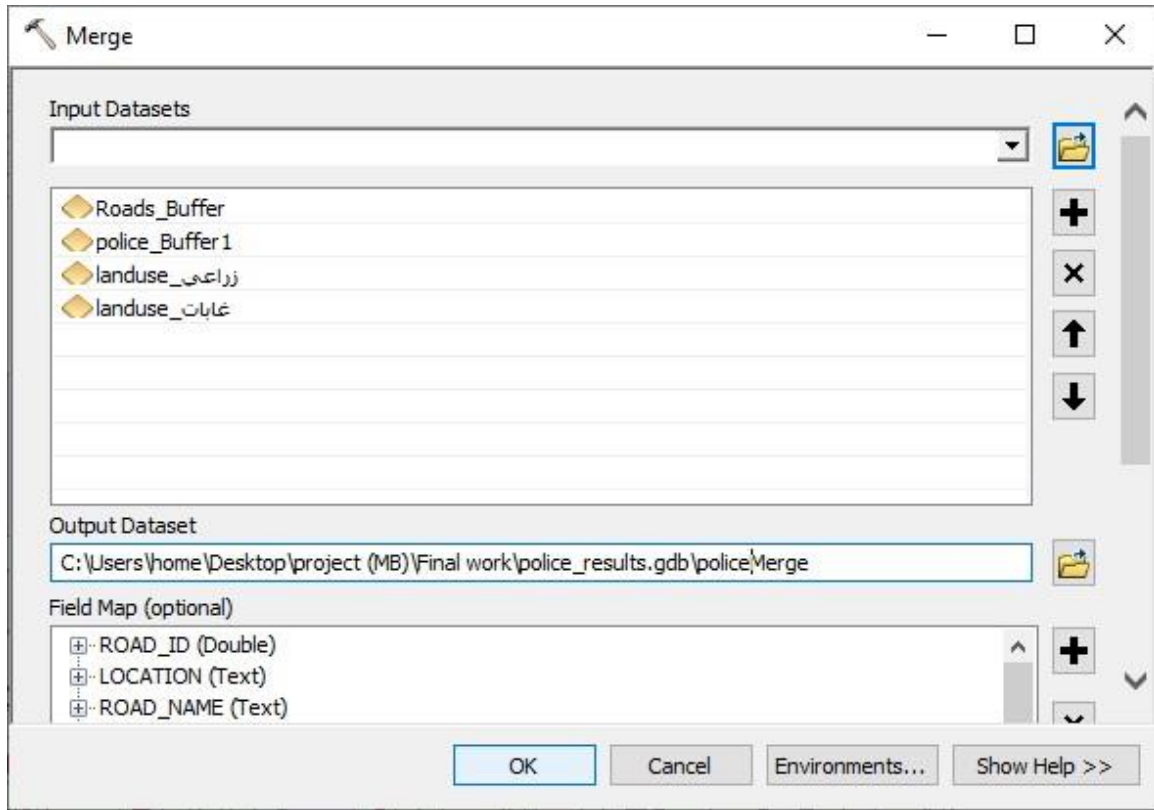 Merge
Input Datasets
Roads_Buffer
police_Buffer1
landuse_زراعي
landuse_غابات
Output Dataset
C:\Users\home\Desktop\project (MB)\Final work\police_results.gdb\policeMerge
Field Map (optional)
ROAD_ID (Double)
LOCATION (Text)
ROAD_NAME (Text)
OK
Cancel
Environments...
Show Help >>